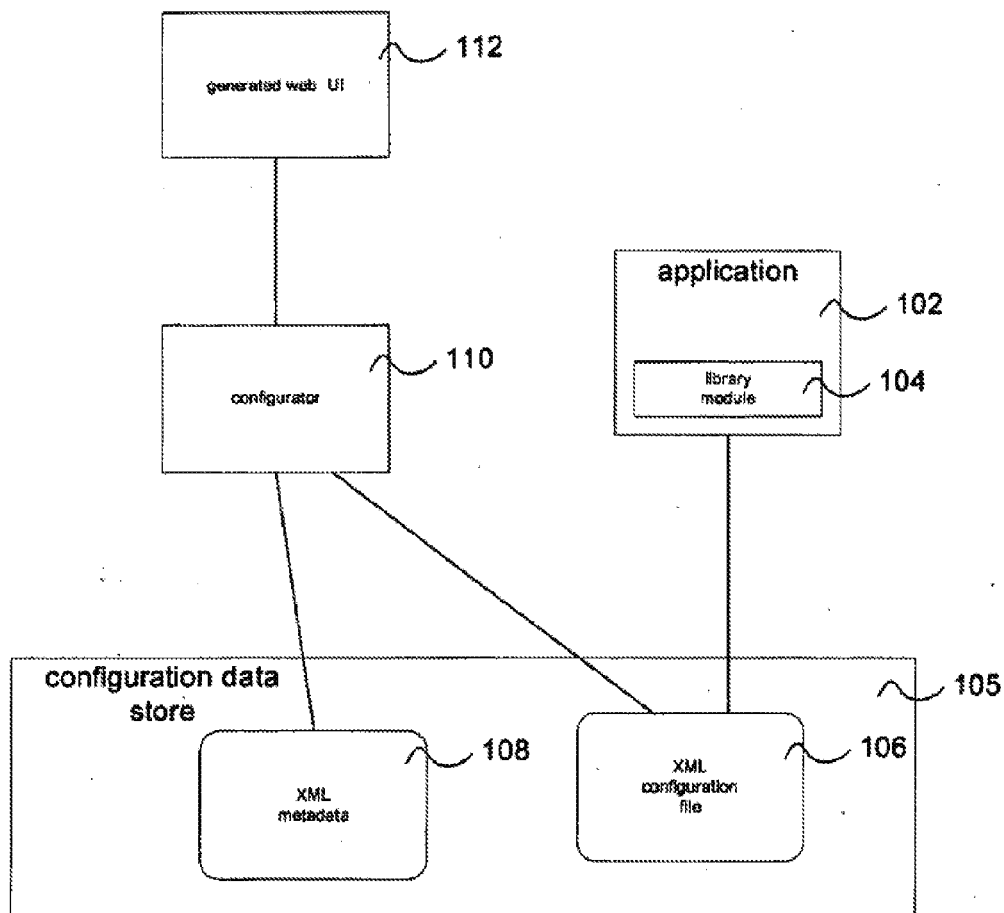 112
generated web UI
application
102
110
configurator
library
module
104
configuration data
store
105
108
XML
metadata
106
XML
configuration
file